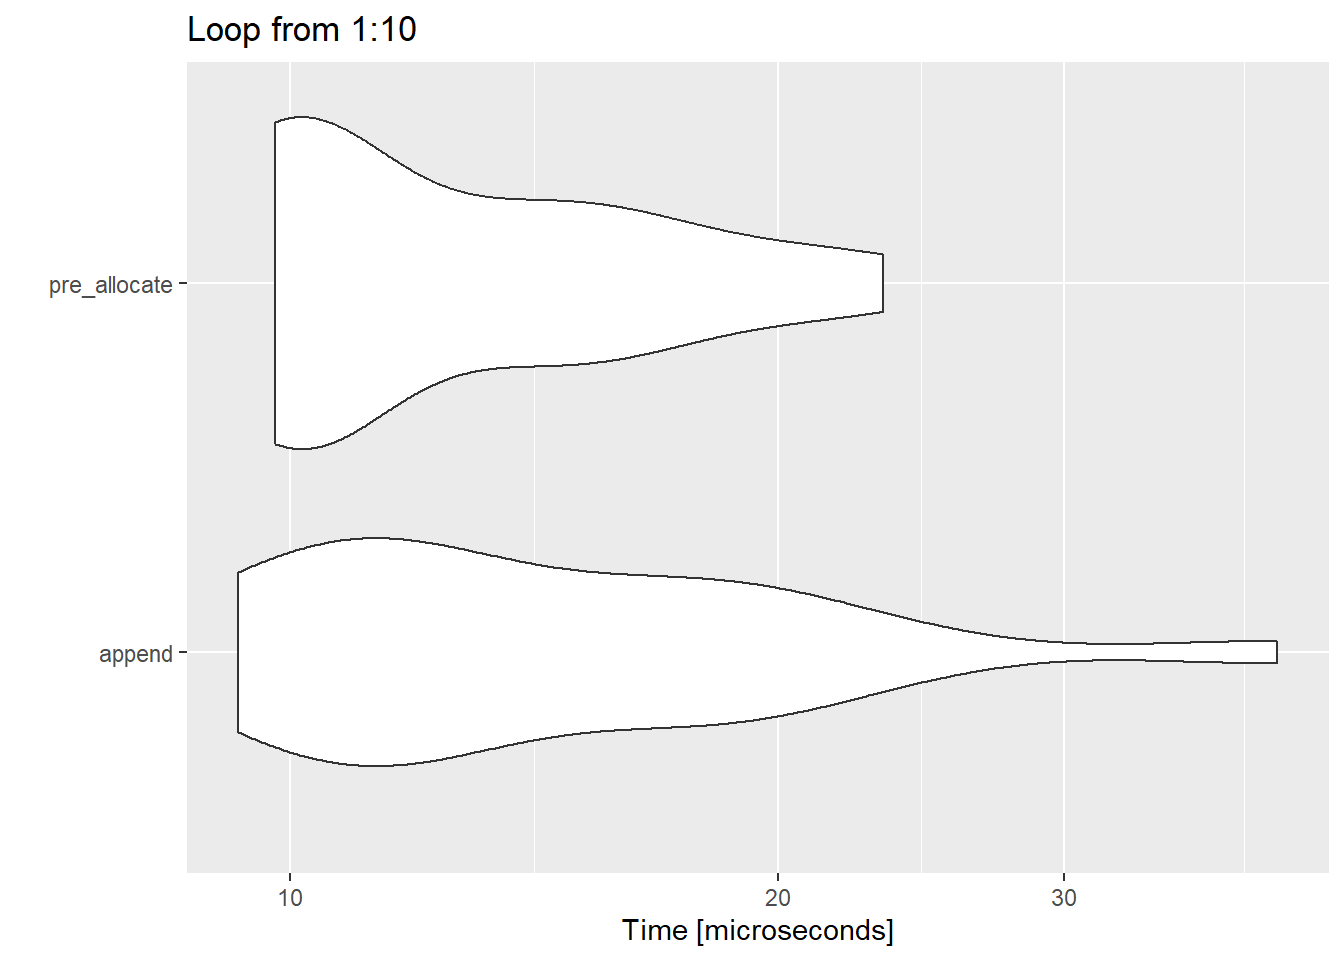 Loop from 1:10
pre_allocate
append
10 20 30
Time [microseconds]